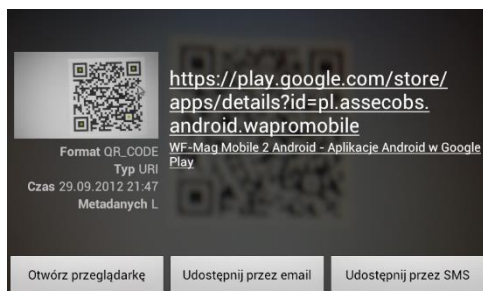 https://play.google.com/store/
apps/details?id=pl.assecobs.
android.wapromobile
WF-Mag Mobile 2 Android - Aplikacje Android w Google
Play
Format QR_CODE
Typ URI
Czas 29.09.2012 21:47
Metadanych L
Otwórz przeglądarkę
Udostępnij przez email
Udostępnij przez SMS